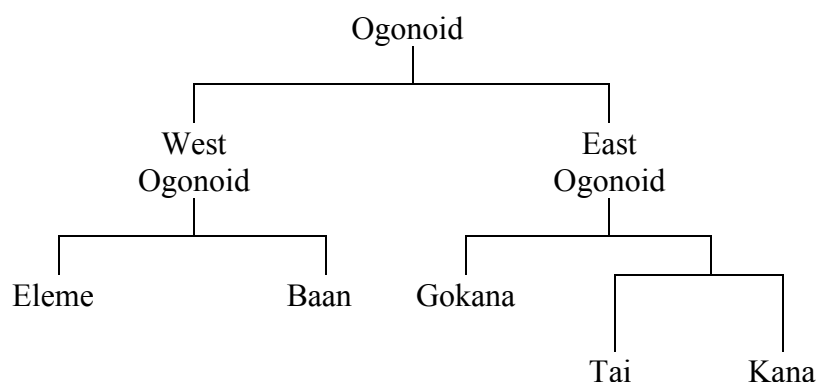 Ogonoid
West East
Ogonoid Ogonoid
Eleme Baan Gokana
Tai Kana